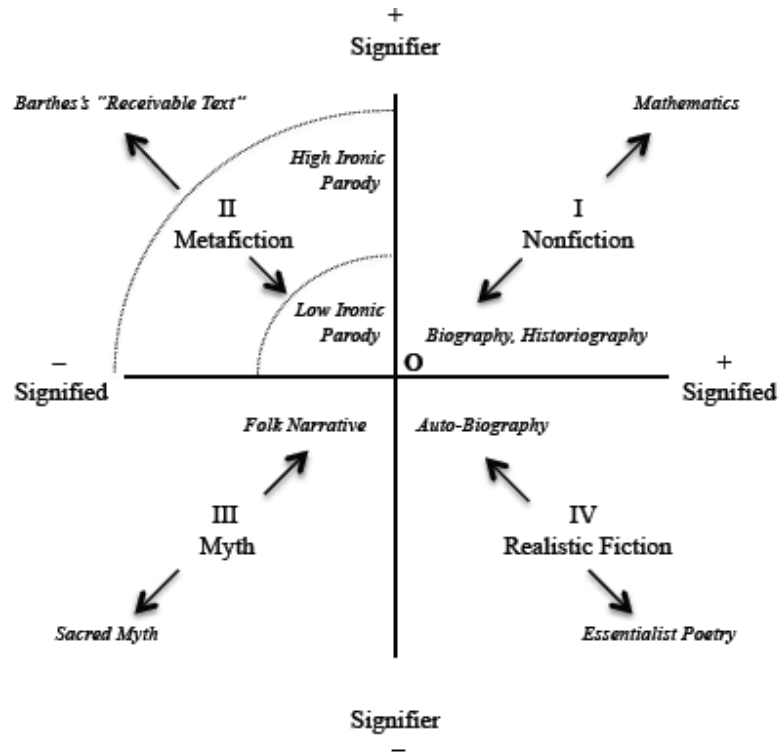 +
Signifier
Barthes's "Receivable Text"
Mathematics
High Ironic
Parody
II
Metafiction
I
Nonfiction
Low Ironic
Parody
Biography, Historiography
−
Signified
O
+
Signified
Folk Narrative
Auto-Biography
III
Myth
IV
Realistic Fiction
Sacred Myth
Essentialist Poetry
Signifier
−